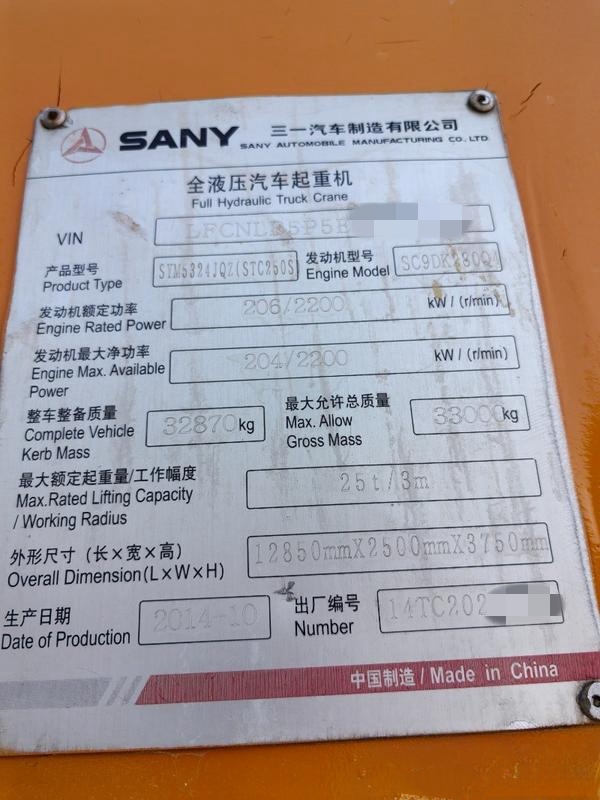 SANY 三一汽车制造有限公司
SANY AUTOMOBILE MANUFACTURING CO., LTD.
全液压汽车起重机
Full Hydraulic Truck Crane
VIN
产品型号 SYM5324JQZ(STC250S) 发动机型号 SC9DK280Q4
Product Type Engine Model
发动机额定功率 206/2200 kW / (r/min)
Engine Rated Power
发动机最大净功率 204/2200 kW / (r/min)
Engine Max. Available
Power
整车整备质量 32870kg 最大允许总质量 33000kg
Complete Vehicle Max. Allow
Kerb Mass Gross Mass
最大额定起重量/工作幅度 25t/3m
Max.Rated Lifting Capacity
/ Working Radius
外形尺寸(长×宽×高) 12850mmX2500mmX3750mm
Overall Dimension(L×W×H)
生产日期 2014-10 出厂编号 14TC202
Date of Production Number
中国制造 / Made in China